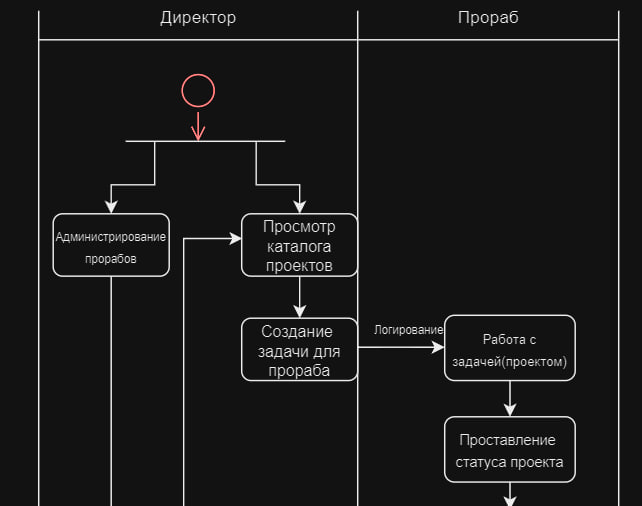 Директор
Прораб
Администрирование
прорабов
Просмотр
каталога
проектов
Создание
задачи для
прораба
Логирование
Работа с
задачей(проектом)
Проставление
статуса проекта